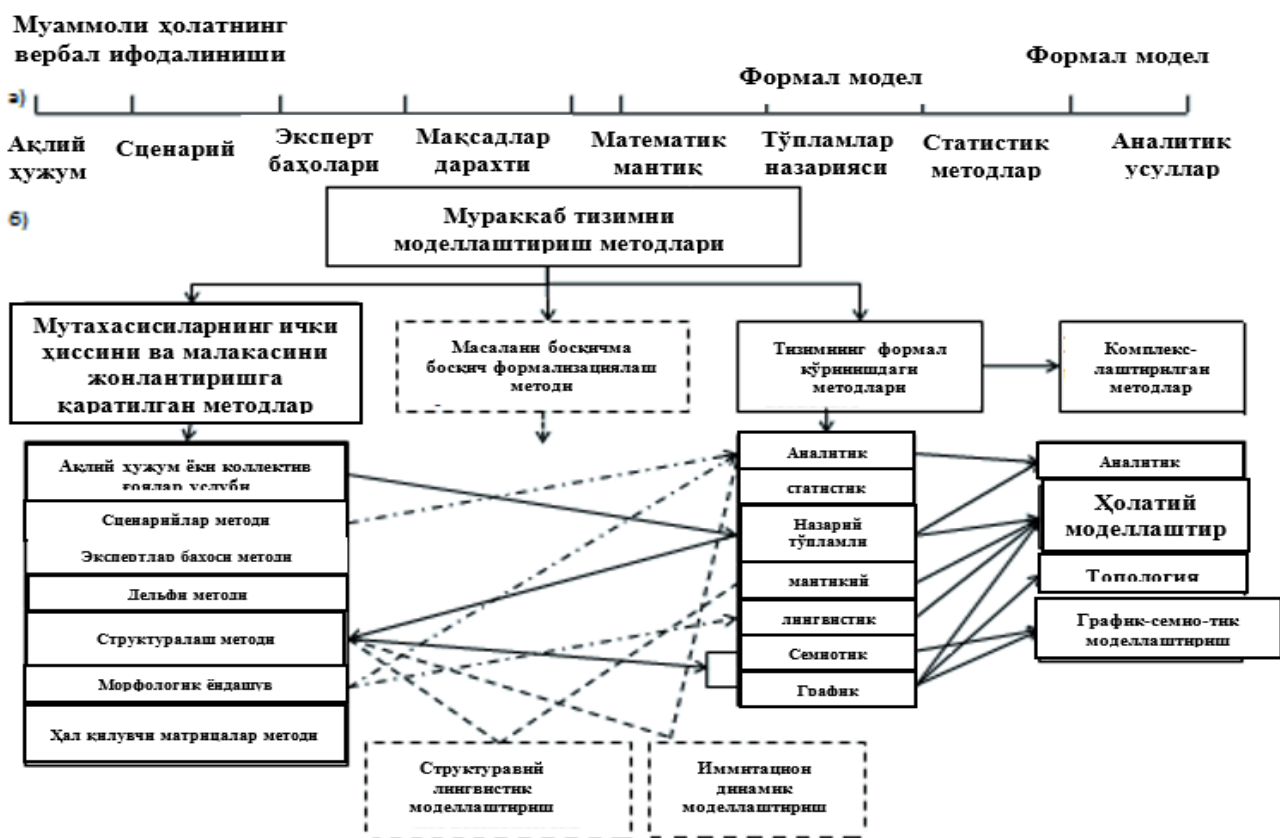 Муаммоли ҳолатнинг
вербал ифодалиниши
Формал модел
Формал модел
а)
Ақлий
ҳужум
Сценарий
Эксперт
баҳолари
Мақсадлар
дарахти
Математик
мантиқ
Тўпламлар
назарияси
Статистик
методлар
Аналитик
усуллар
б)
Мураккаб тизимни
моделлаштириш методлари
Мутахасисиларнинг ички
ҳиссини ва малакасини
жонлантиришга
қаратилган методлар
Масалани босқичма
босқич формализациялаш
методи
Тизимнинг формал
кўринишдаги
методлари
Комплекс-
лаштирилган
методлар
Ақлий ҳужум ёки коллектив
ғоялар услуби
Сценарийлар методи
Экспертлар баҳоси методи
Дельфи методи
Структуралаш методи
Морфологик ёндашув
Ҳал қилувчи матрицалар методи
Аналитик
статистик
Назарий
тўпламли
мантиқий
лингвистик
Семиотик
График
Аналитик
Ҳолатий
моделлаштир
Топология
График-семио-тик
моделлаштириш
Структуравий
лингвистик
моделлаштириш
Иммитацион
динамик
моделлаштириш